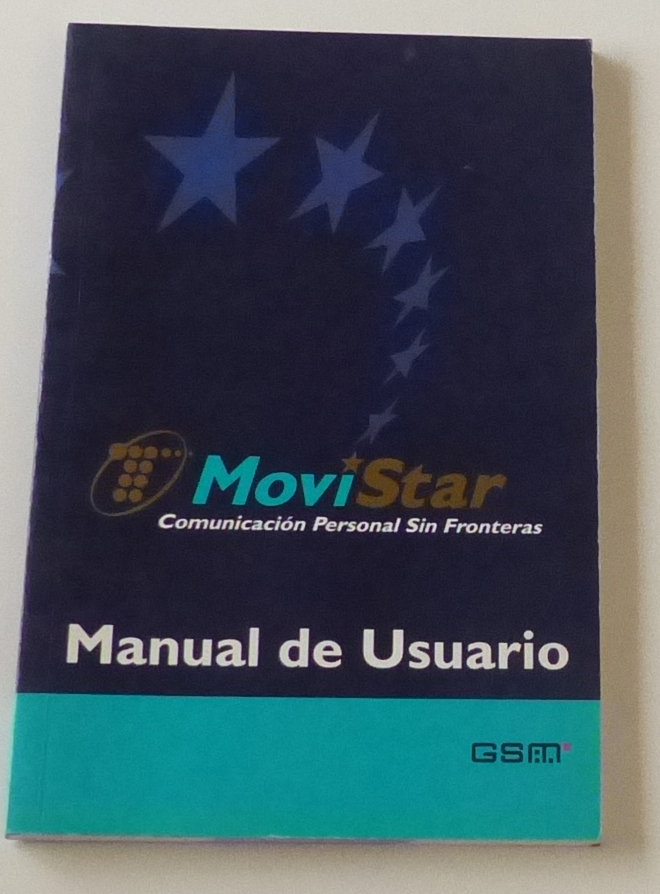 MoviStar
Comunicación Personal Sin Fronteras
Manual de Usuario
GSM